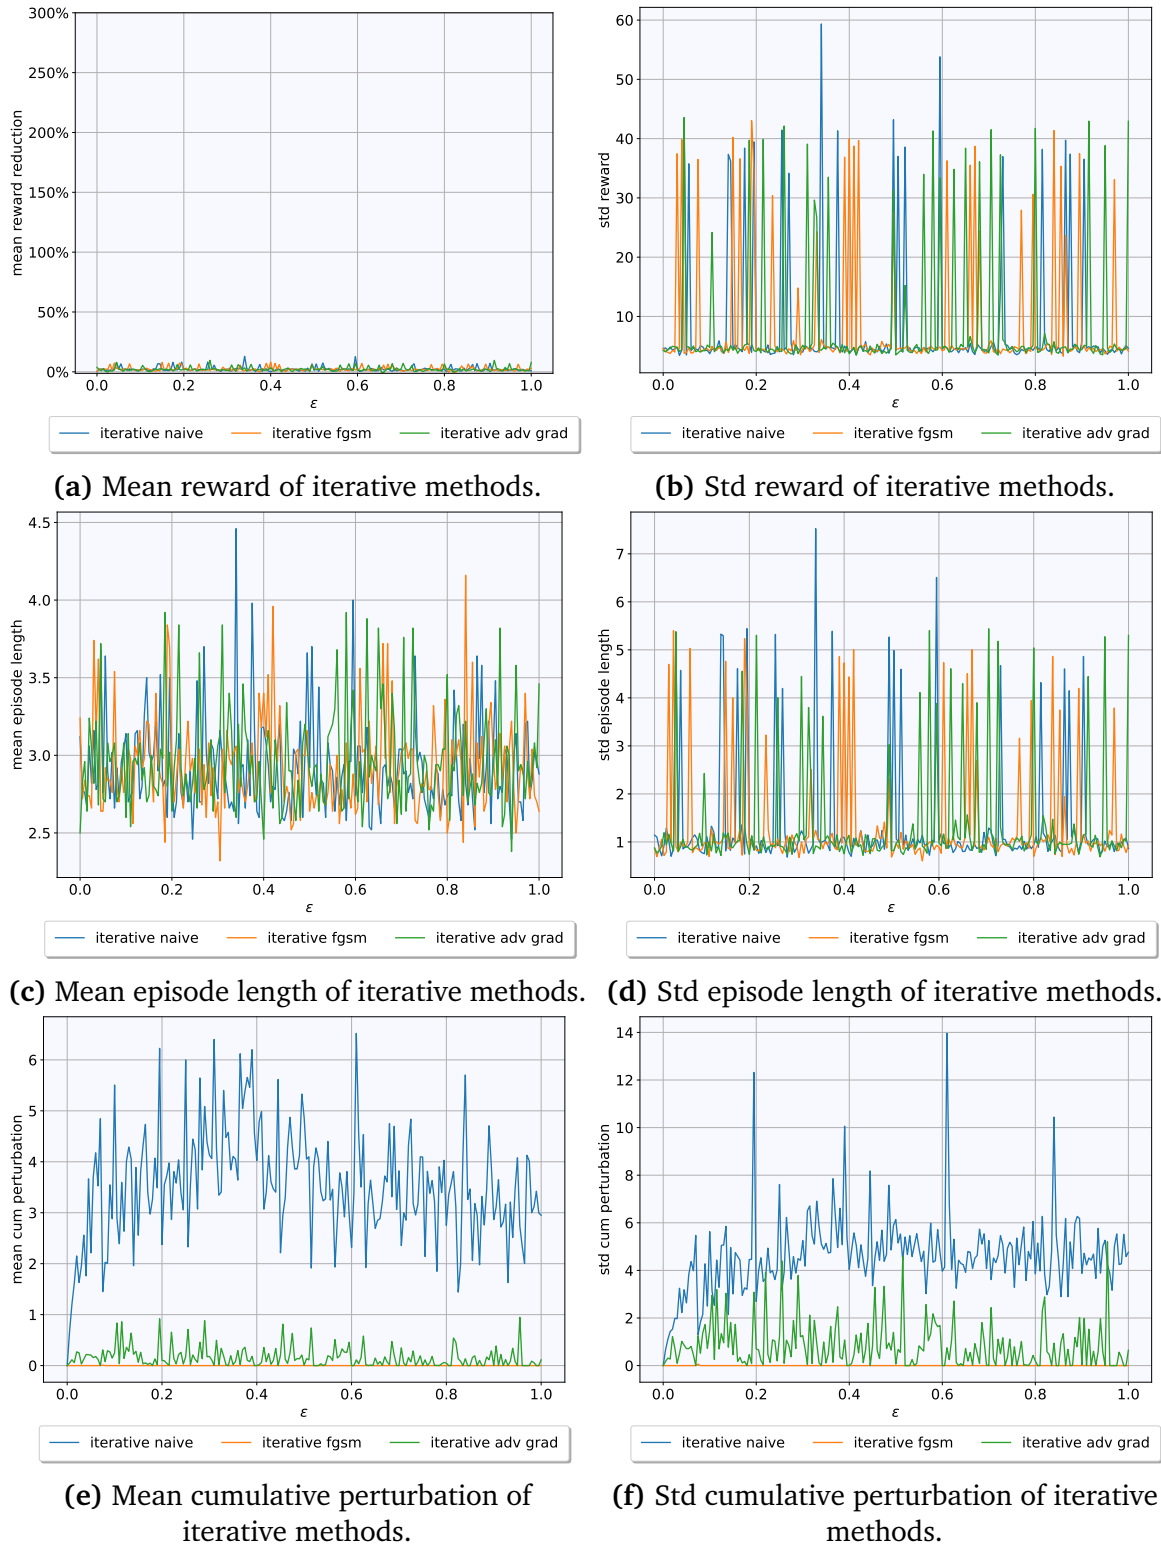 300%
250%
200%
150%
100%
50%
0%
mean reward reduction
0.0 0.2 0.4 0.6 0.8 1.0
ε
iterative naive iterative fgsm iterative adv grad
(a) Mean reward of iterative methods.
60
50
40
30
20
10
std reward
0.0 0.2 0.4 0.6 0.8 1.0
ε
iterative naive iterative fgsm iterative adv grad
(b) Std reward of iterative methods.
4.5
4.0
3.5
3.0
2.5
mean episode length
0.0 0.2 0.4 0.6 0.8 1.0
ε
iterative naive iterative fgsm iterative adv grad
(c) Mean episode length of iterative methods.
7
6
5
4
3
2
1
std episode length
0.0 0.2 0.4 0.6 0.8 1.0
ε
iterative naive iterative fgsm iterative adv grad
(d) Std episode length of iterative methods.
6
5
4
3
2
1
0
mean cum perturbation
0.0 0.2 0.4 0.6 0.8 1.0
ε
iterative naive iterative fgsm iterative adv grad
(e) Mean cumulative perturbation of
iterative methods.
14
12
10
8
6
4
2
0
std cum perturbation
0.0 0.2 0.4 0.6 0.8 1.0
ε
iterative naive iterative fgsm iterative adv grad
(f) Std cumulative perturbation of iterative
methods.